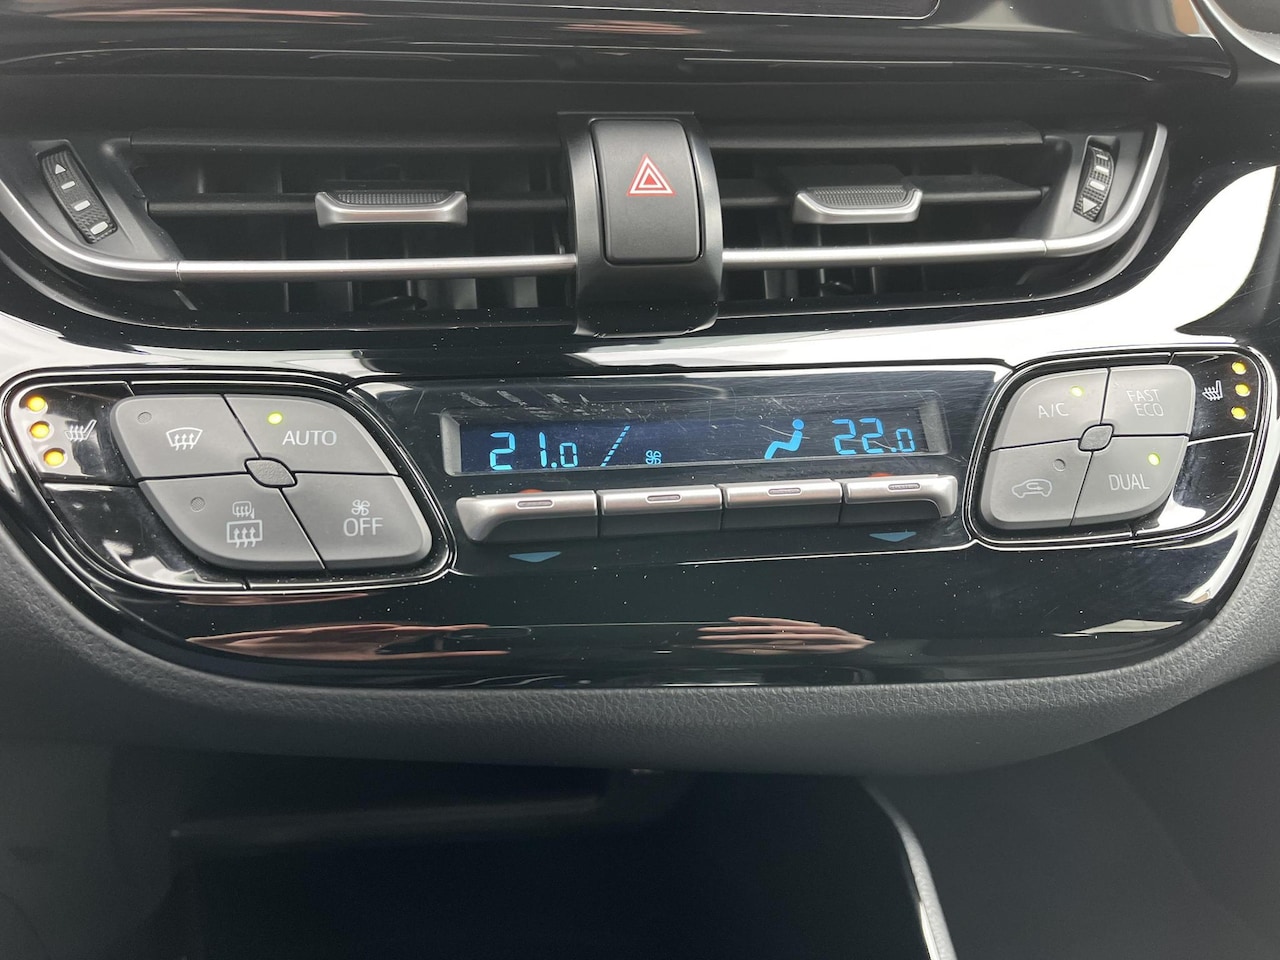 AUTO
OFF
21.0
22.0
A/C
FAST
ECO
DUAL